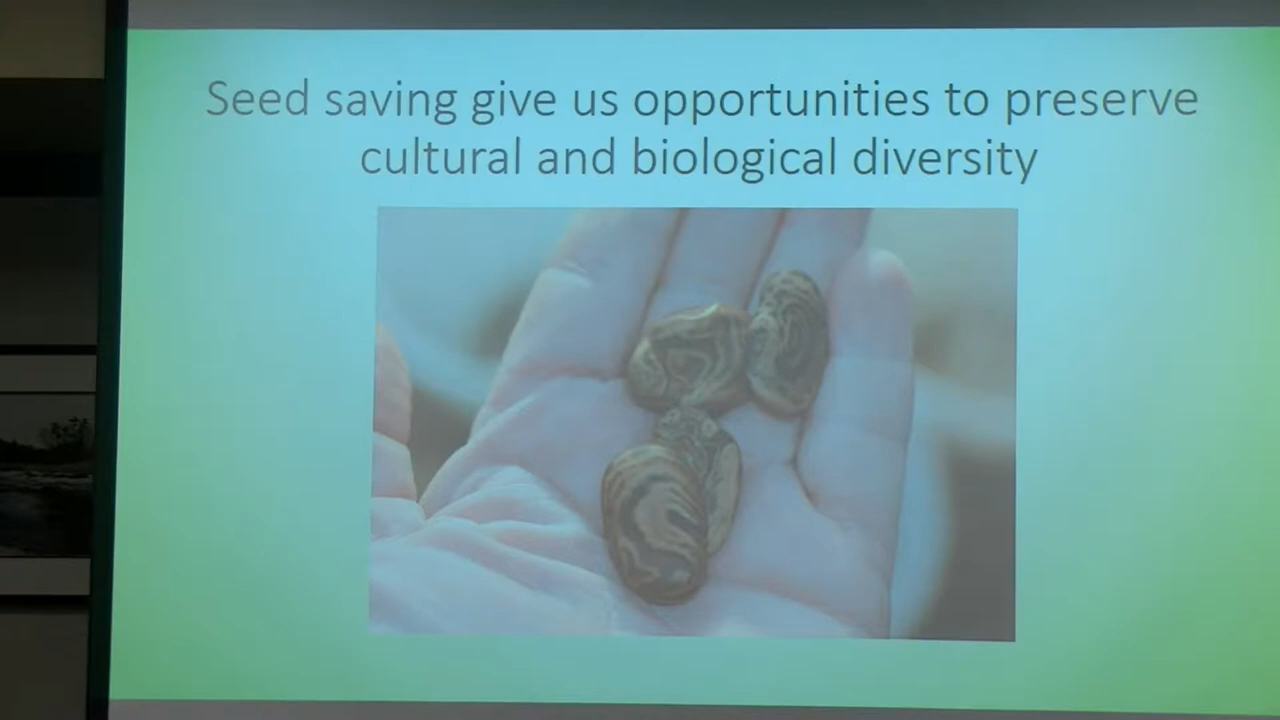 Seed saving give us opportunities to preserve
cultural and biological diversity